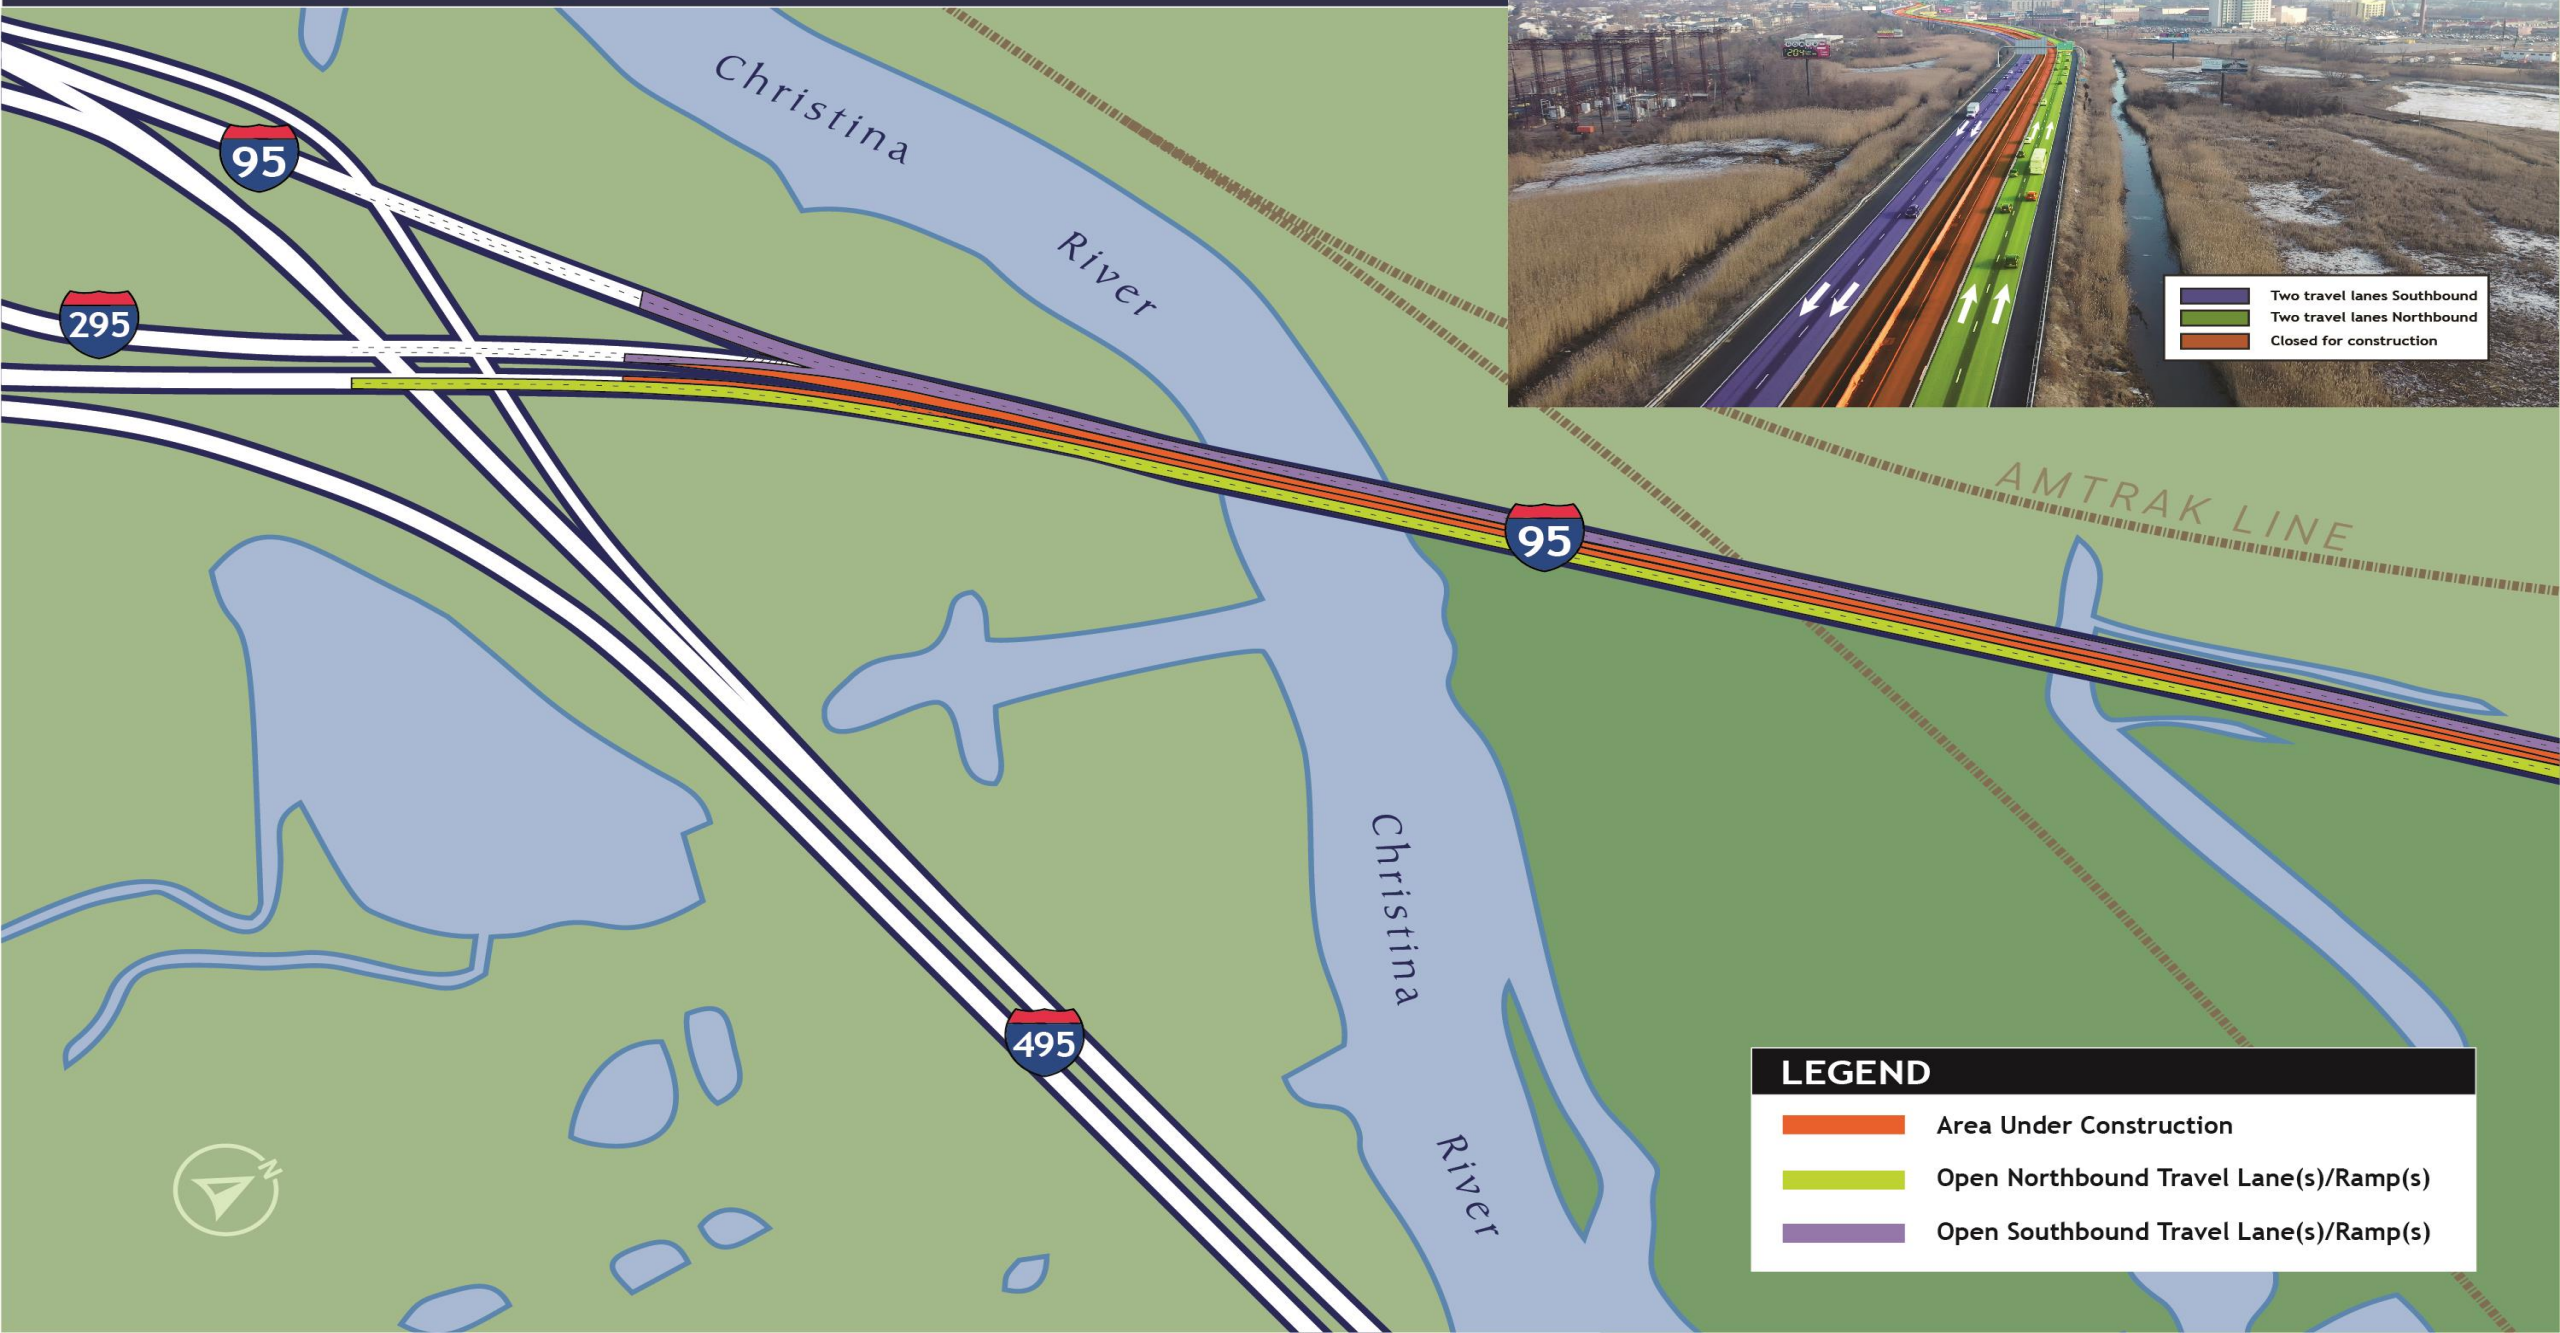 Christina
River
95
295
204
Two travel lanes Southbound
Two travel lanes Northbound
Closed for construction
AMTRAK LINE
95
Christina
River
495
N
LEGEND
Area Under Construction
Open Northbound Travel Lane(s)/Ramp(s)
Open Southbound Travel Lane(s)/Ramp(s)